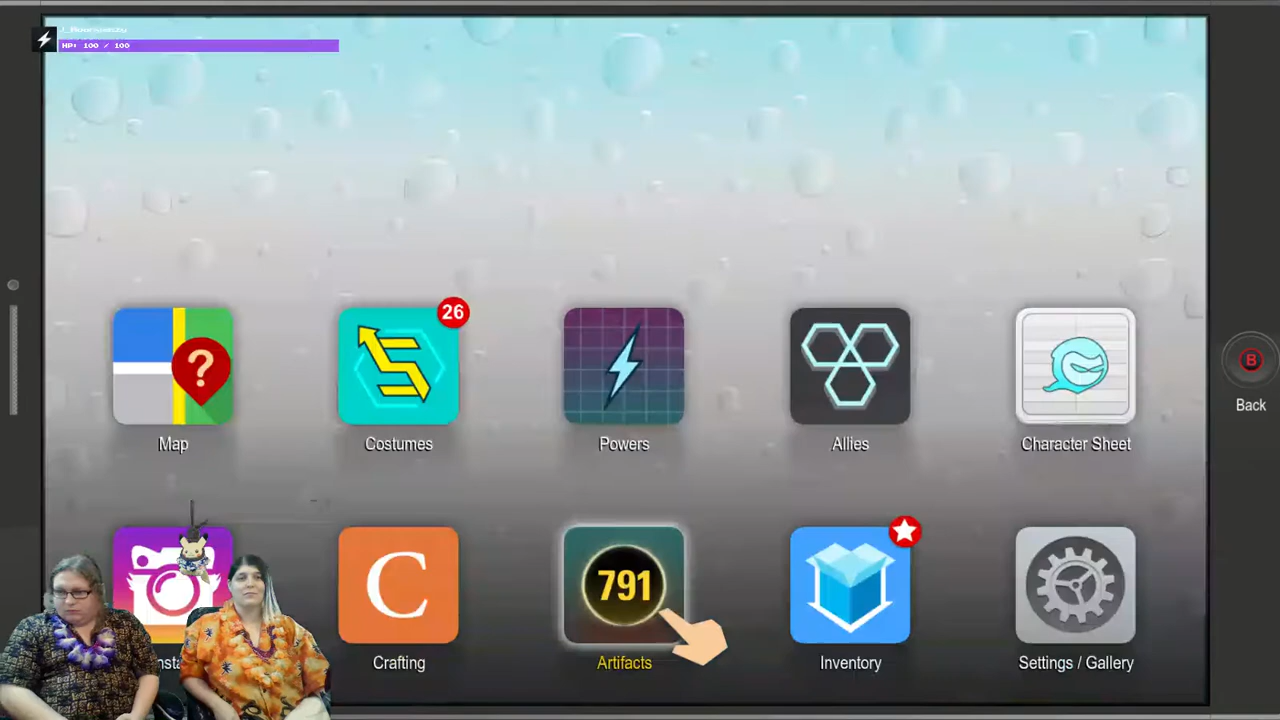 HP: 100 / 100
26
?
Map
Costumes
Powers
Allies
Character Sheet
B
Back
C
791
Crafting
Artifacts
Inventory
Settings / Gallery